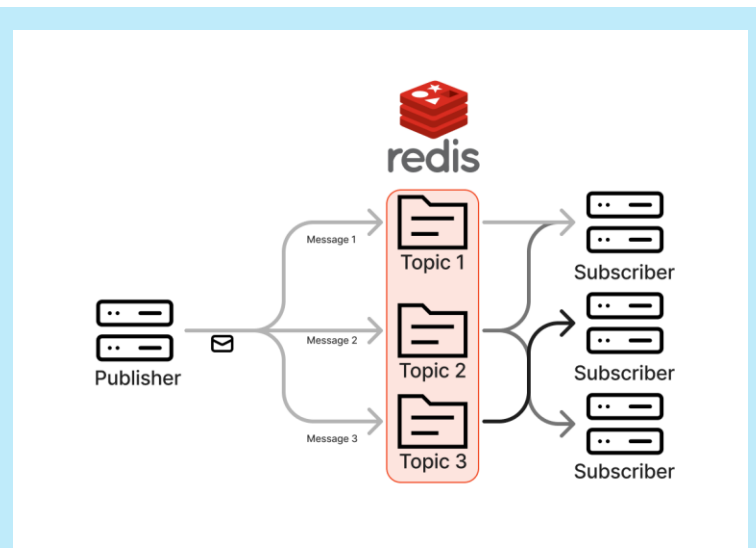 redis
Message 1
Topic 1
Subscriber
Message 2
Publisher
Topic 2
Subscriber
Message 3
Topic 3
Subscriber